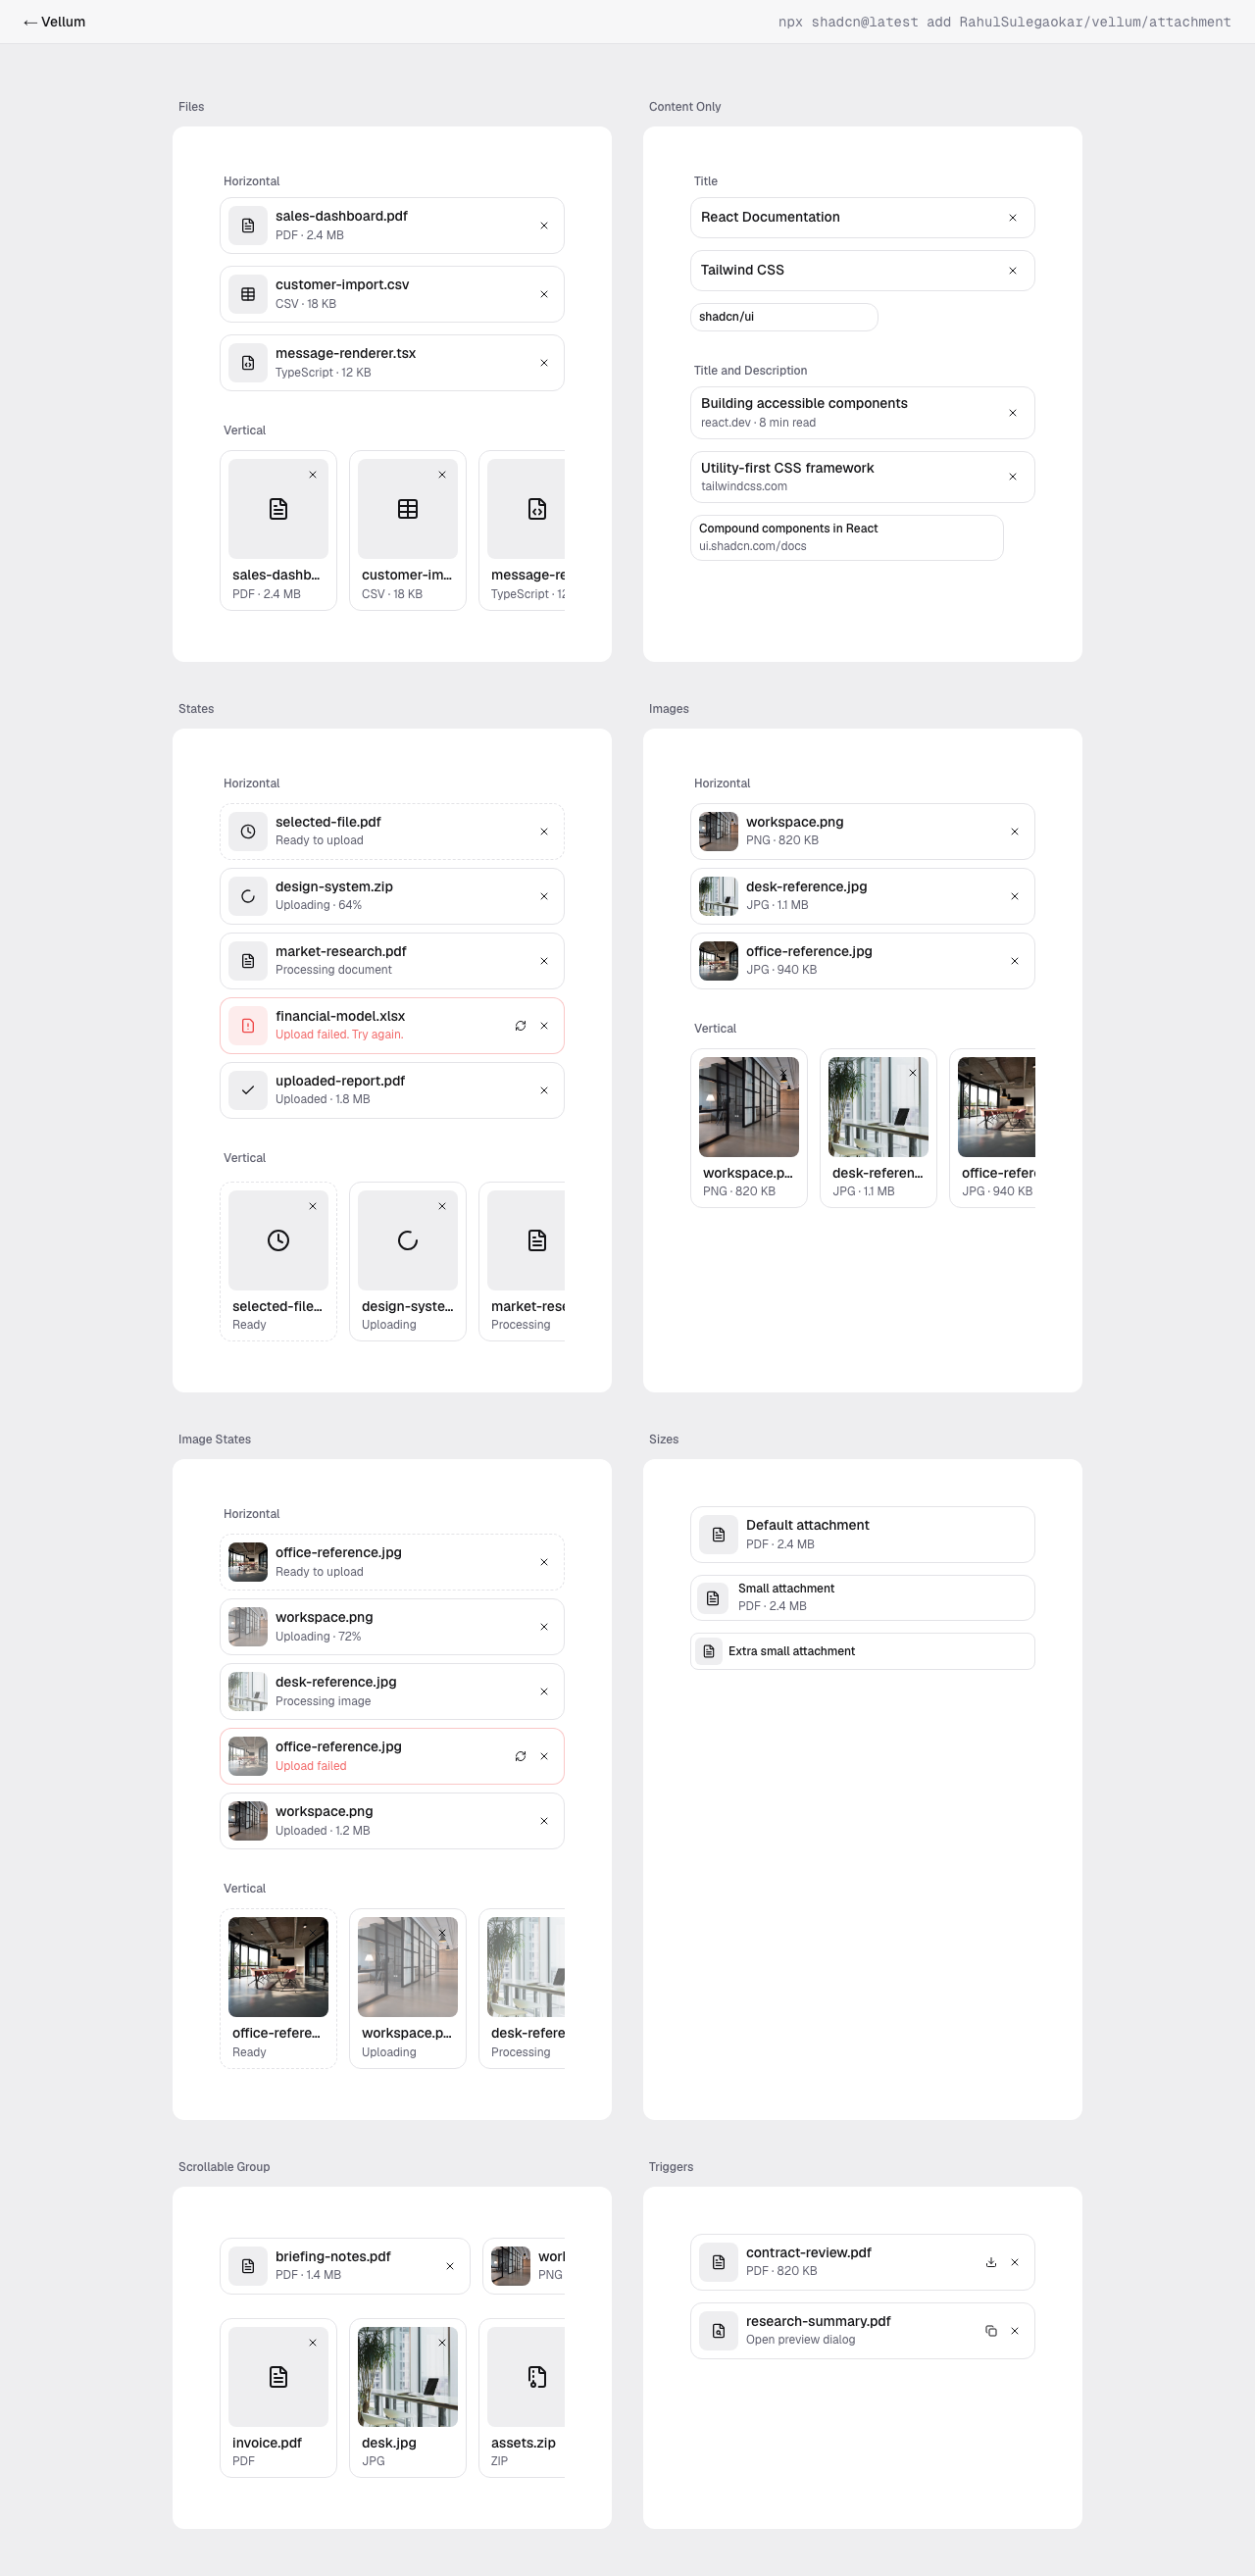 ← Vellum
npx shadcn@latest add RahulSulegaokar/vellum/attachment
Files
Horizontal
sales-dashboard.pdf
PDF · 2.4 MB
customer-import.csv
CSV · 18 KB
message-renderer.tsx
TypeScript · 12 KB
Vertical
sales-dashb...
PDF · 2.4 MB
customer-im...
CSV · 18 KB
message-re
TypeScript · 12
Content Only
Title
React Documentation
Tailwind CSS
shadcn/ui
Title and Description
Building accessible components
react.dev · 8 min read
Utility-first CSS framework
tailwindcss.com
Compound components in React
ui.shadcn.com/docs
States
Horizontal
selected-file.pdf
Ready to upload
design-system.zip
Uploading · 64%
market-research.pdf
Processing document
financial-model.xlsx
Upload failed. Try again.
uploaded-report.pdf
Uploaded · 1.8 MB
Vertical
selected-file...
Ready
design-syste...
Uploading
market-rese
Processing
Images
Horizontal
workspace.png
PNG · 820 KB
desk-reference.jpg
JPG · 1.1 MB
office-reference.jpg
JPG · 940 KB
Vertical
workspace.p...
PNG · 820 KB
desk-referen...
JPG · 1.1 MB
office-refere
JPG · 940 KB
Image States
Horizontal
office-reference.jpg
Ready to upload
workspace.png
Uploading · 72%
desk-reference.jpg
Processing image
office-reference.jpg
Upload failed
workspace.png
Uploaded · 1.2 MB
Vertical
office-refere...
Ready
workspace.p...
Uploading
desk-refere
Processing
Sizes
Default attachment
PDF · 2.4 MB
Small attachment
PDF · 2.4 MB
Extra small attachment
Scrollable Group
briefing-notes.pdf
PDF · 1.4 MB
work
PNG
invoice.pdf
PDF
desk.jpg
JPG
assets.zip
ZIP
Triggers
contract-review.pdf
PDF · 820 KB
research-summary.pdf
Open preview dialog